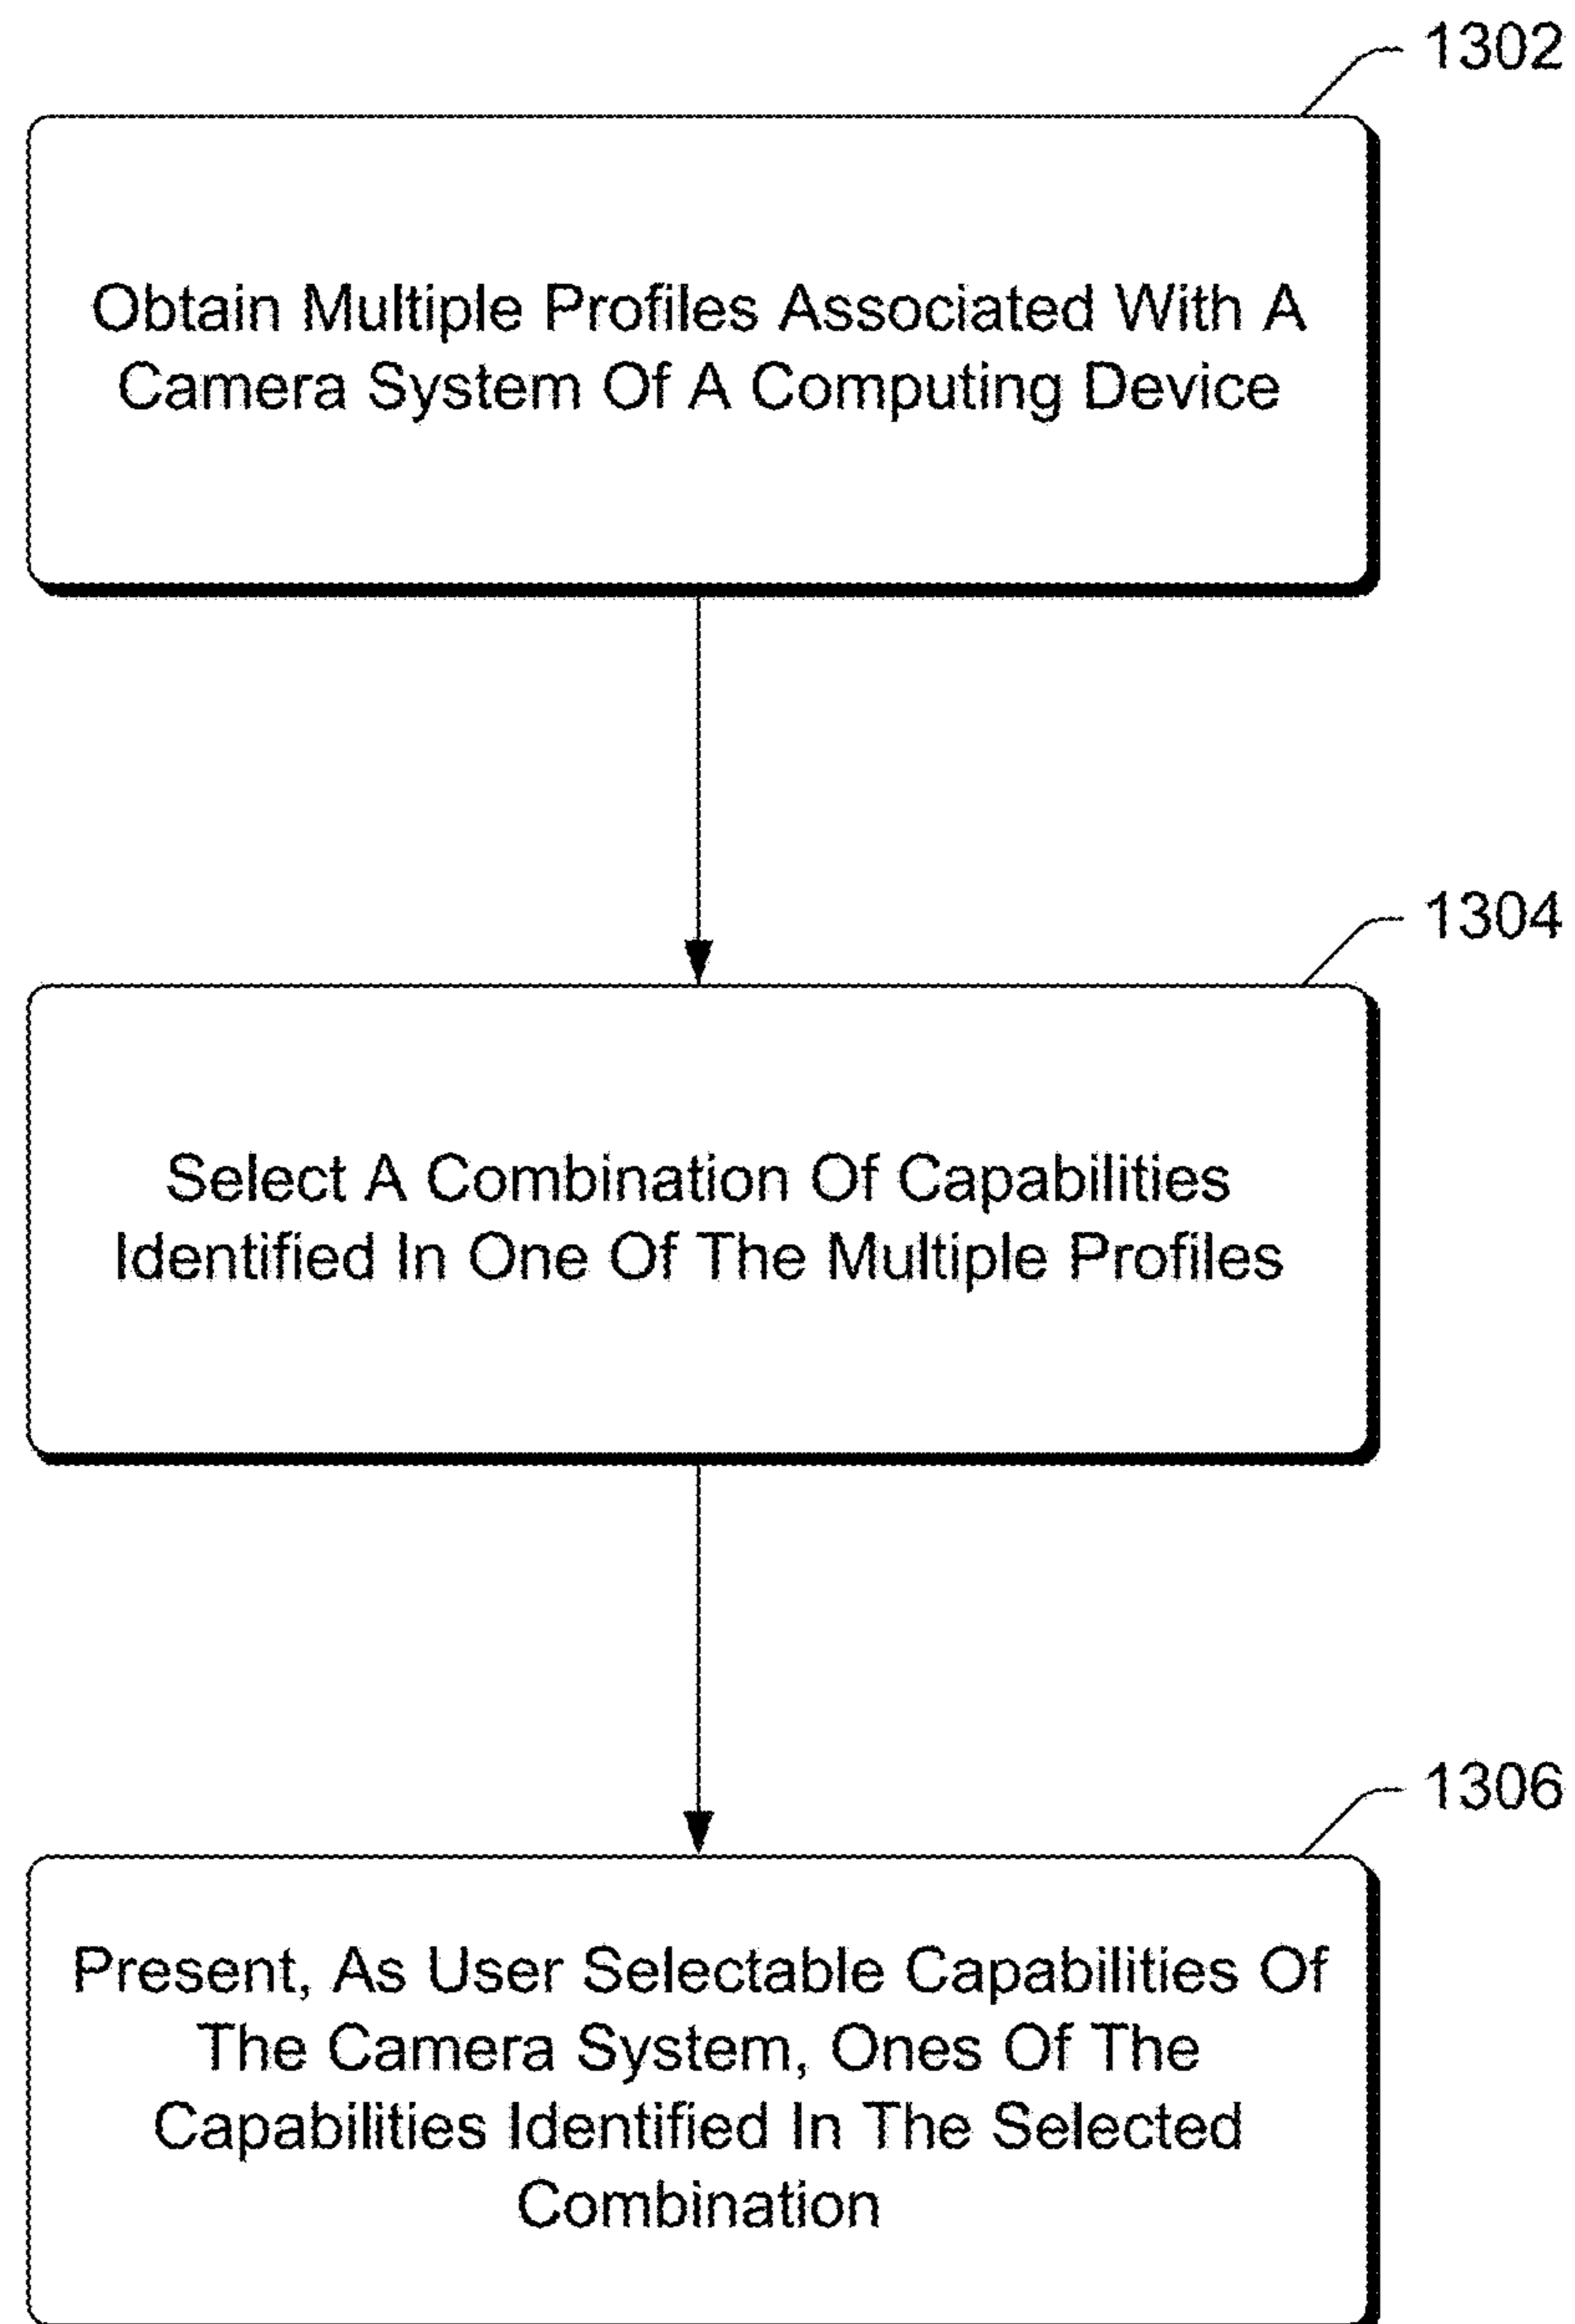 1302
Obtain Multiple Profiles Associated With A
Camera System Of A Computing Device
1304
Select A Combination Of Capabilities
Identified In One Of The Multiple Profiles
1306
Present, As User Selectable Capabilities Of
The Camera System, Ones Of The
Capabilities Identified In The Selected
Combination